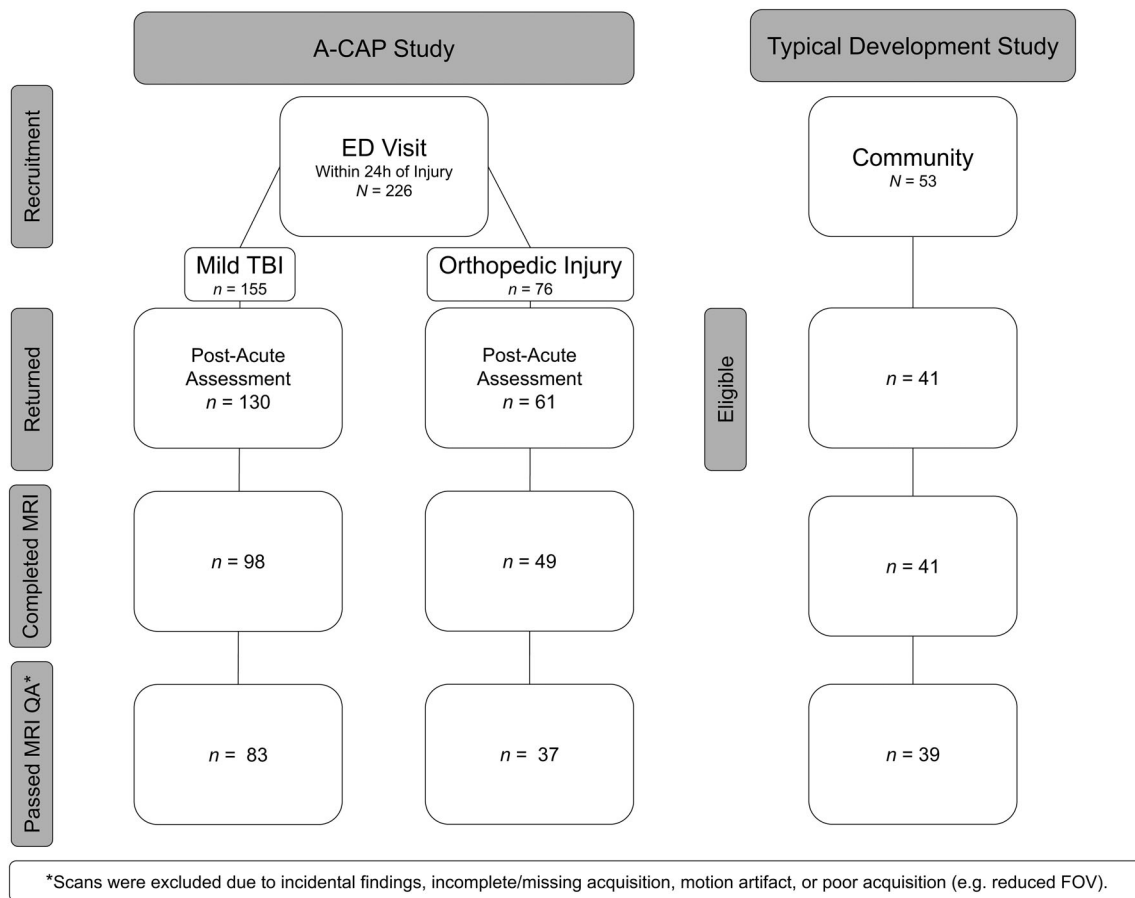 A-CAP Study
Typical Development Study
Recruitment
ED Visit
Within 24h of Injury
N = 226
Community
N = 53
Mild TBI
n = 155
Orthopedic Injury
n = 76
Returned
Post-Acute
Assessment
n = 130
Post-Acute
Assessment
n = 61
Eligible
n = 41
Completed MRI
n = 98
n = 49
n = 41
Passed MRI QA*
n = 83
n = 37
n = 39
*Scans were excluded due to incidental findings, incomplete/missing acquisition, motion artifact, or poor acquisition (e.g. reduced FOV).